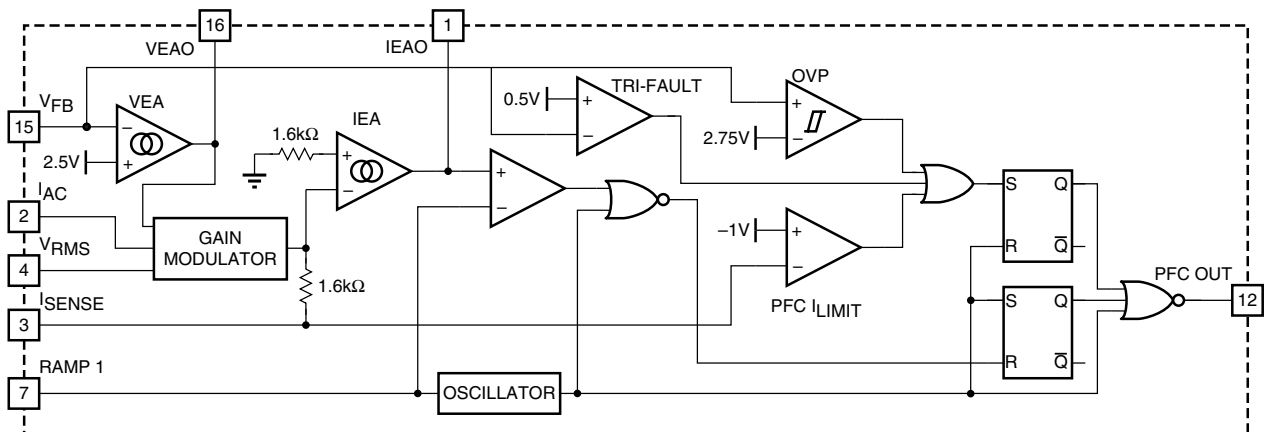 16
1
VEAO
IEAO
VFB
VEA
15
2.5V
IAC
2
VRMS
4
ISENSE
3
RAMP 1
7
GAIN
MODULATOR
1.6kΩ
1.6kΩ
IEA
OSCILLATOR
0.5V
TRI-FAULT
OVP
2.75V
–1V
PFC ILIMIT
S
Q
R
Q
S
Q
R
Q
PFC OUT
12
+
–
+
–
+
–
+
–
+
–
+
–